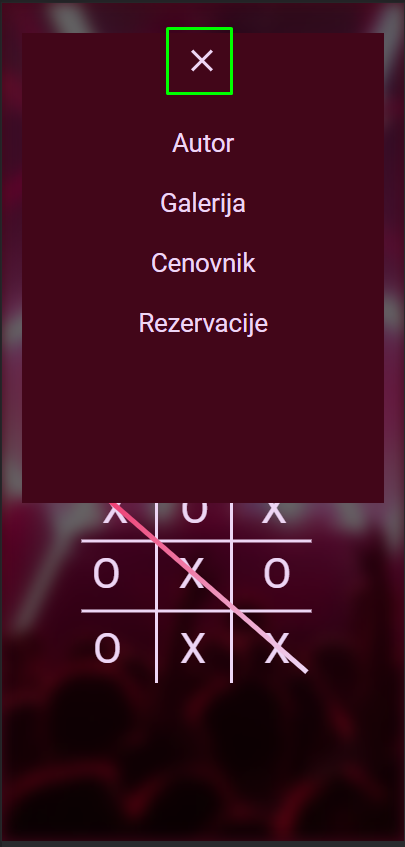 Autor
Galerija
Cenovnik
Rezervacije
X O X
O X O
O X X